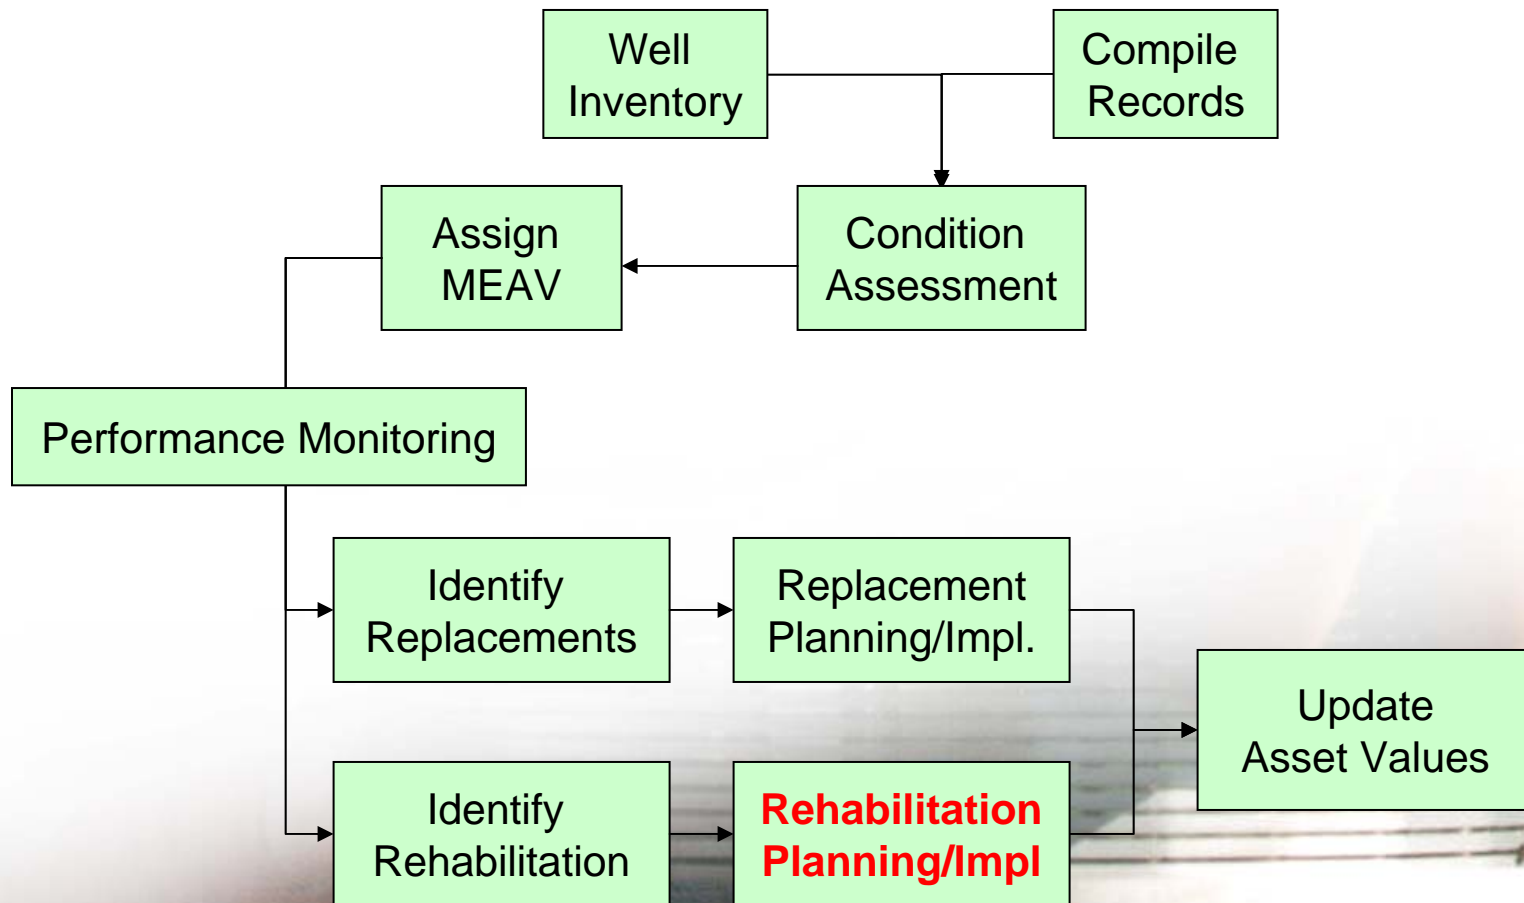 Well
Inventory
Compile
Records
Assign
MEAV
Condition
Assessment
Performance Monitoring
Identify
Replacements
Replacement
Planning/Impl.
Update
Asset Values
Identify
Rehabilitation
Rehabilitation
Planning/Impl